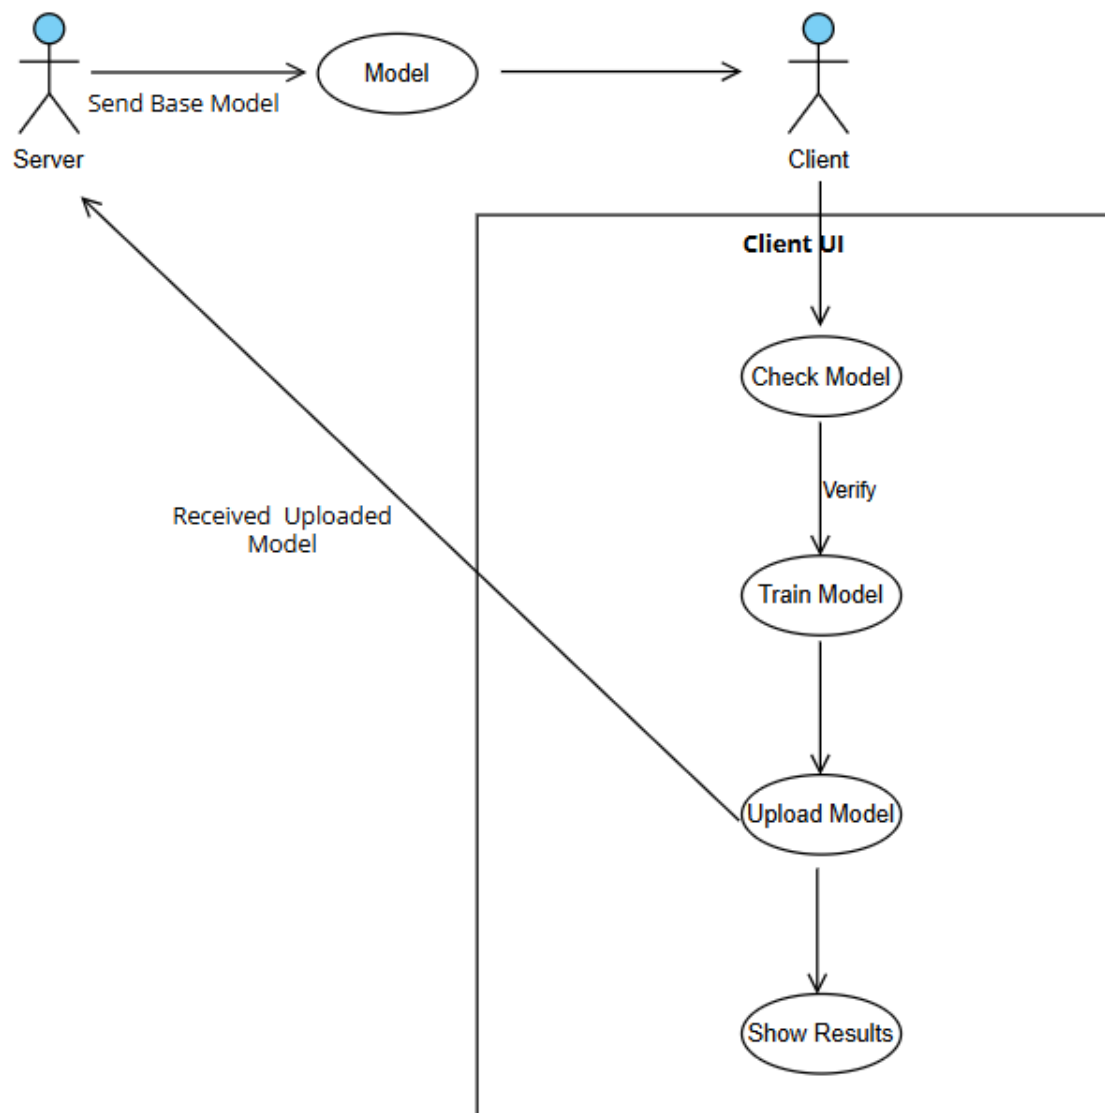 Model
Send Base Model
Server
Client
Client UI
Check Model
Verify
Received  Uploaded
Model
Train Model
Upload Model
Show Results